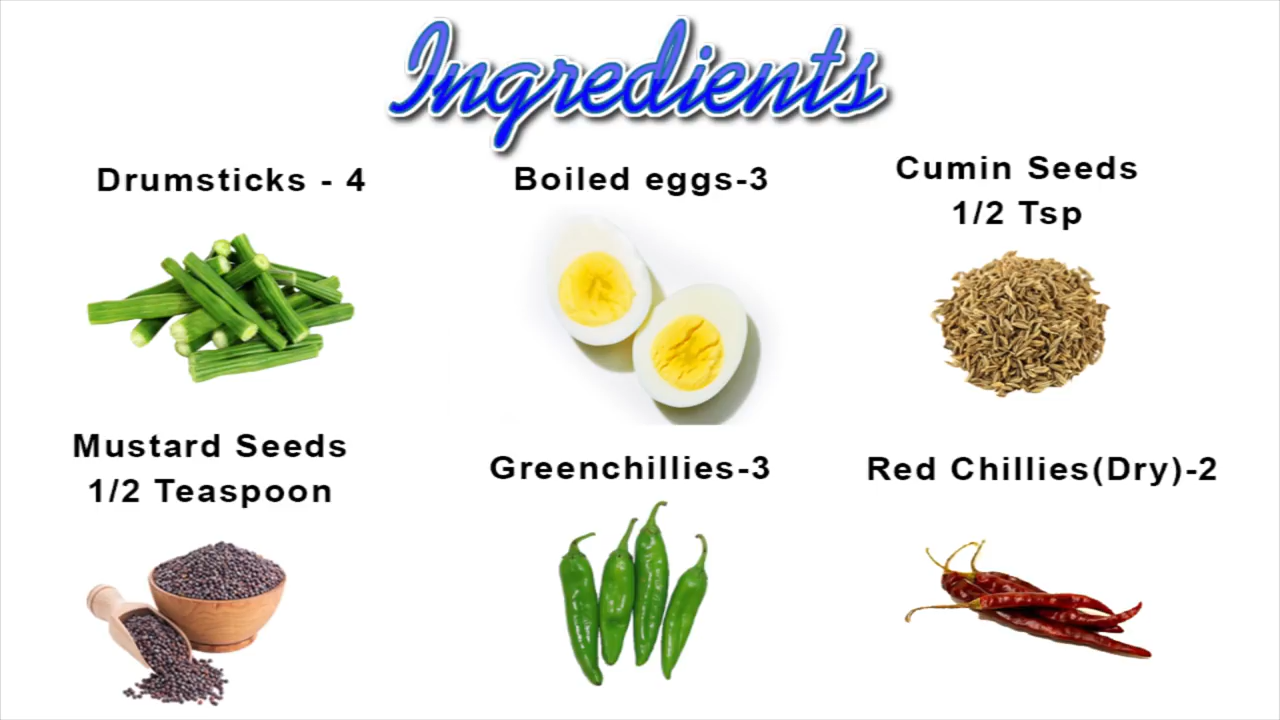 Ingredients
Drumsticks - 4
Boiled eggs-3
Cumin Seeds
1/2 Tsp
Mustard Seeds
1/2 Teaspoon
Greenchillies-3
Red Chillies(Dry)-2